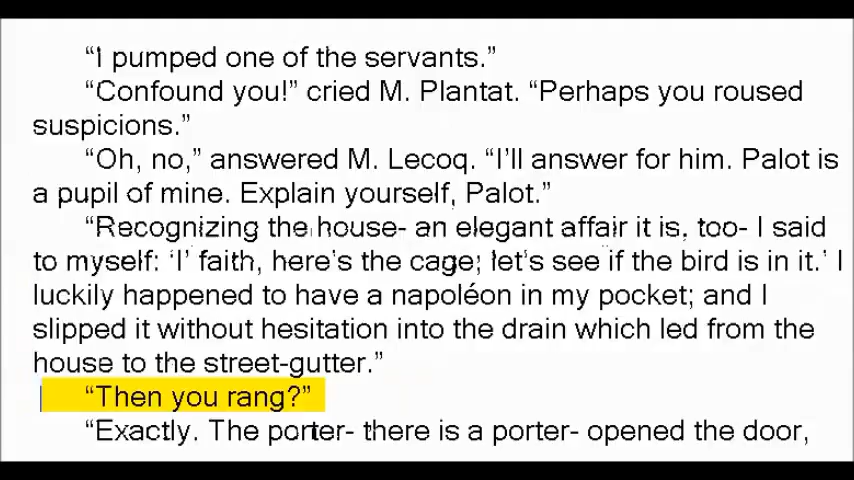 “I pumped one of the servants.”
“Confound you!” cried M. Plantat. “Perhaps you roused
suspicions.”
“Oh, no,” answered M. Lecoq. “I’ll answer for him. Palot is
a pupil of mine. Explain yourself, Palot.”
“Recognizing the house- an elegant affair it is, too- I said
to myself: ‘I’ faith, here’s the cage; let’s see if the bird is in it.’ I
luckily happened to have a napoléon in my pocket; and I
slipped it without hesitation into the drain which led from the
house to the street-gutter.”
“Then you rang?”
“Exactly. The porter- there is a porter- opened the door,